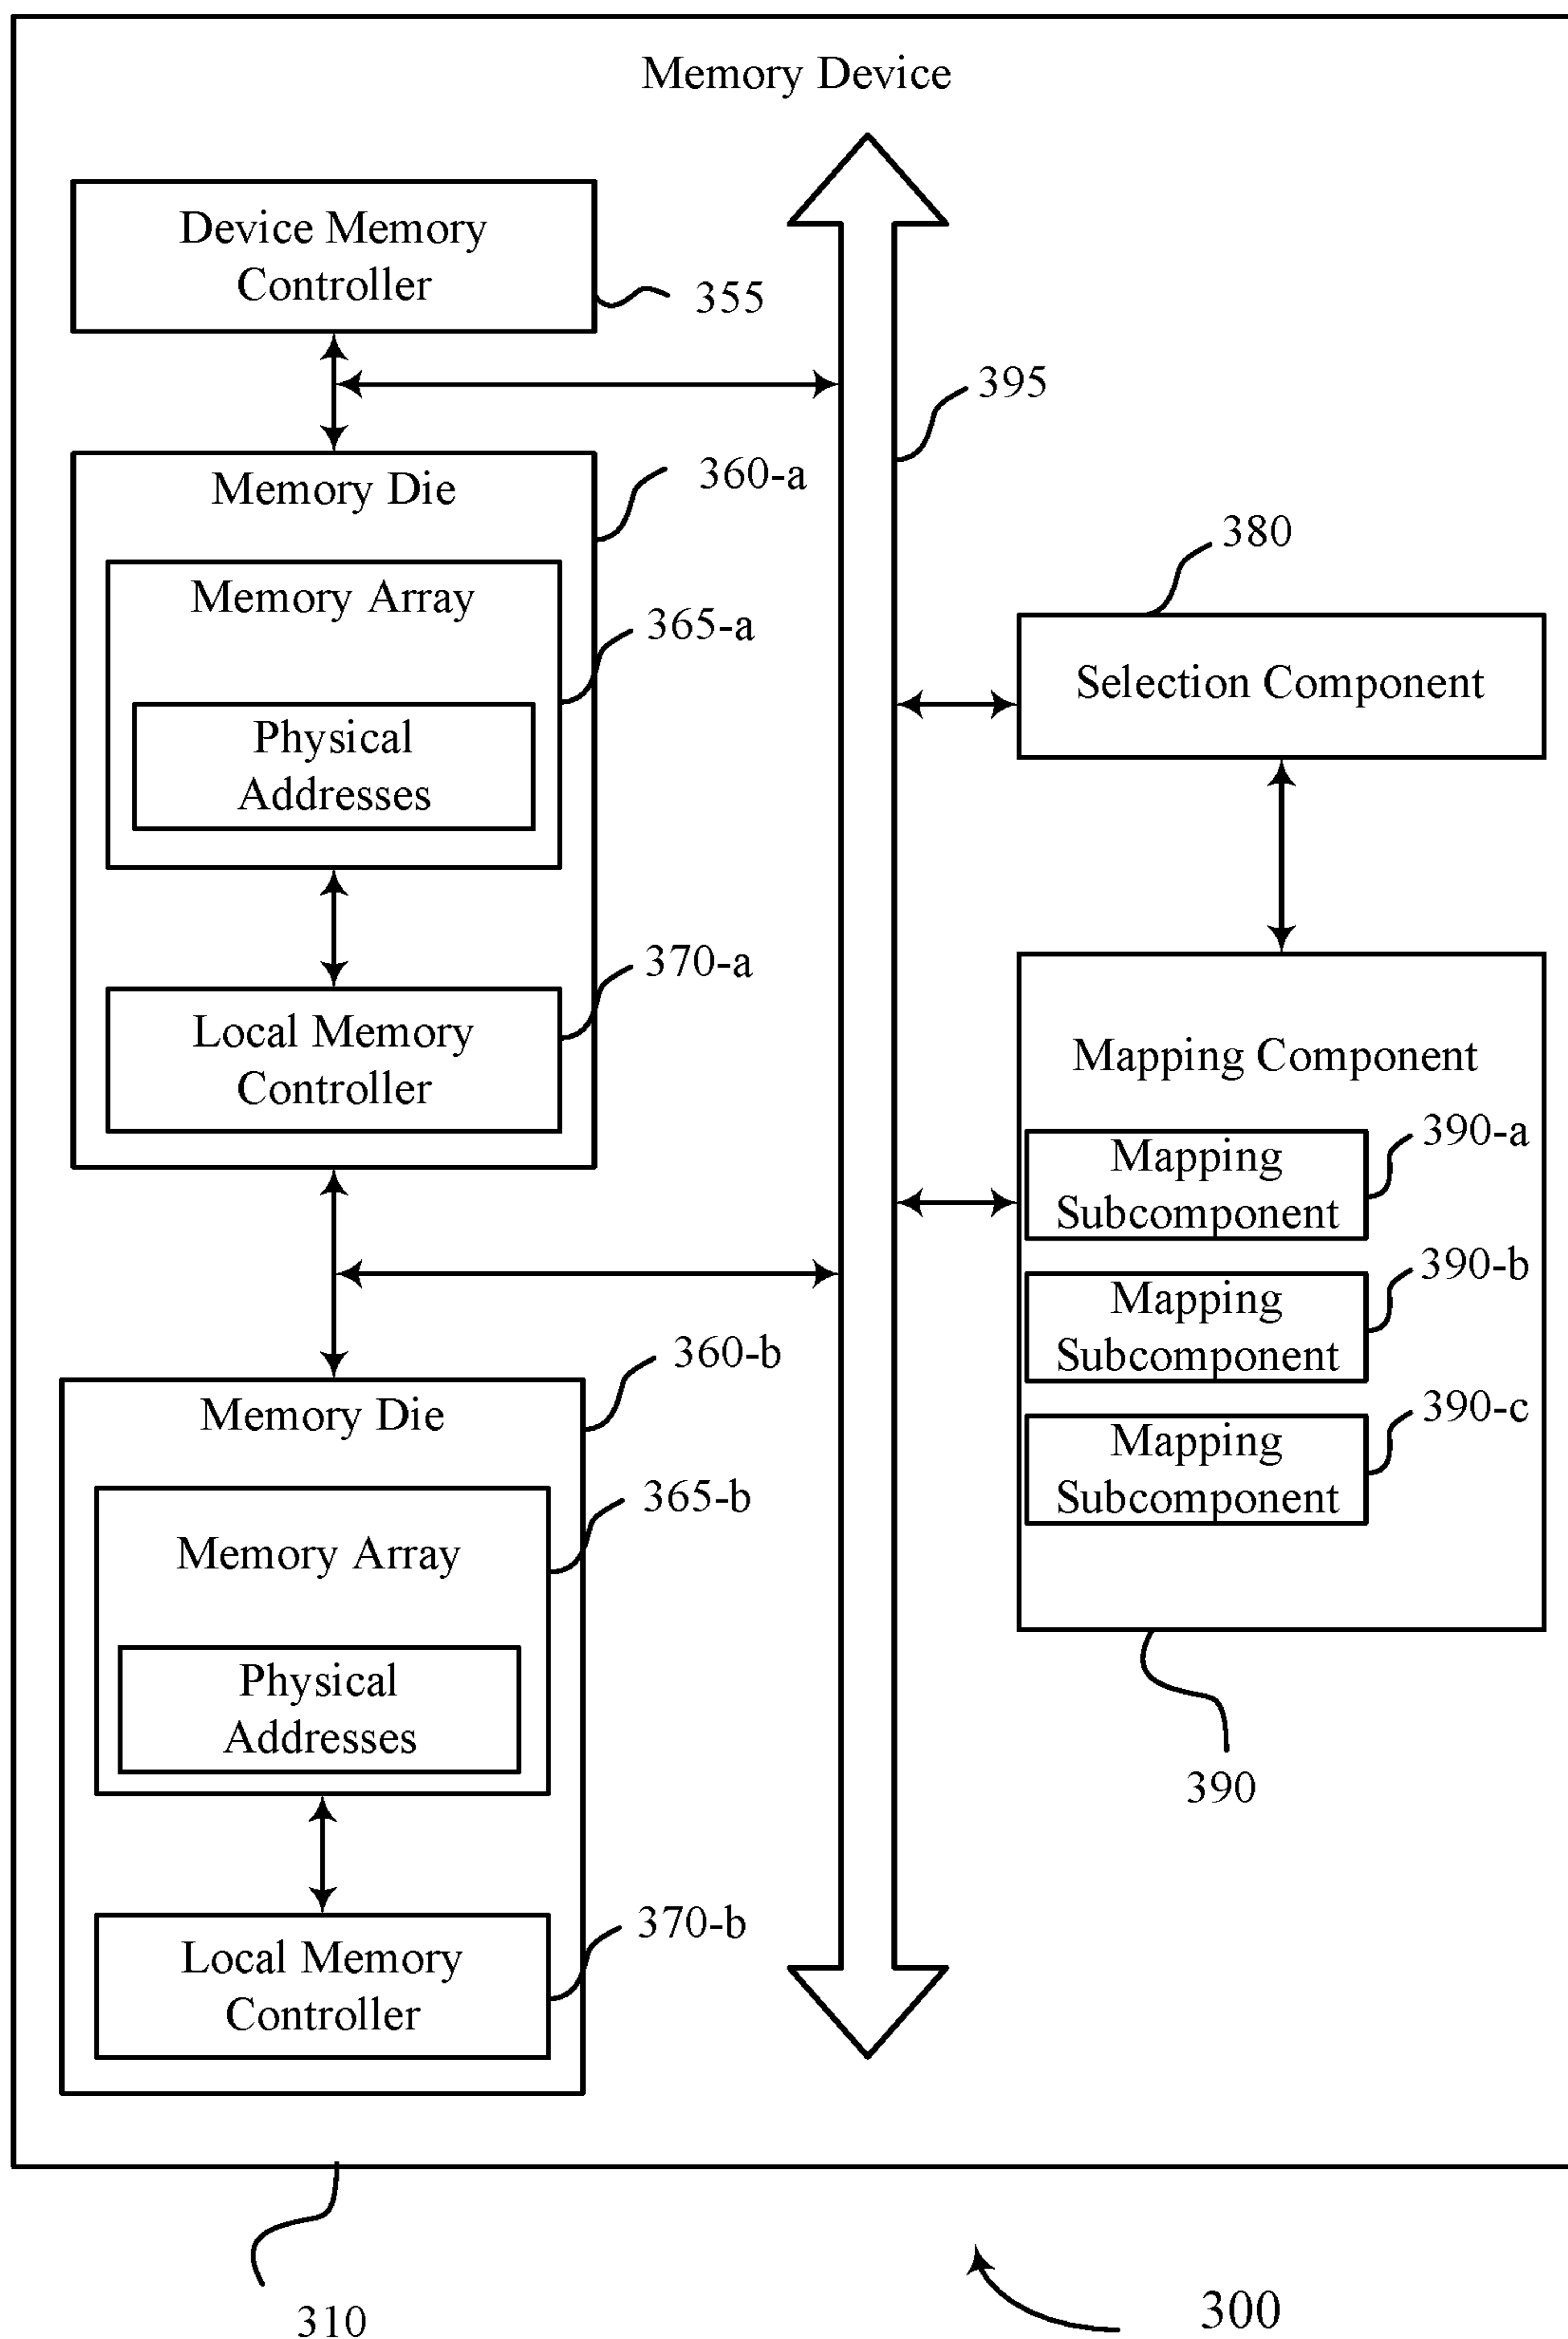 Memory Device
Device Memory
Controller
355
395
Memory Die
360-a
Memory Array
365-a
Physical
Addresses
370-a
Local Memory
Controller
380
Selection Component
Mapping Component
390-a
Mapping
Subcomponent
390-b
Mapping
Subcomponent
390-c
Mapping
Subcomponent
390
360-b
Memory Die
365-b
Memory Array
Physical
Addresses
370-b
Local Memory
Controller
310
300